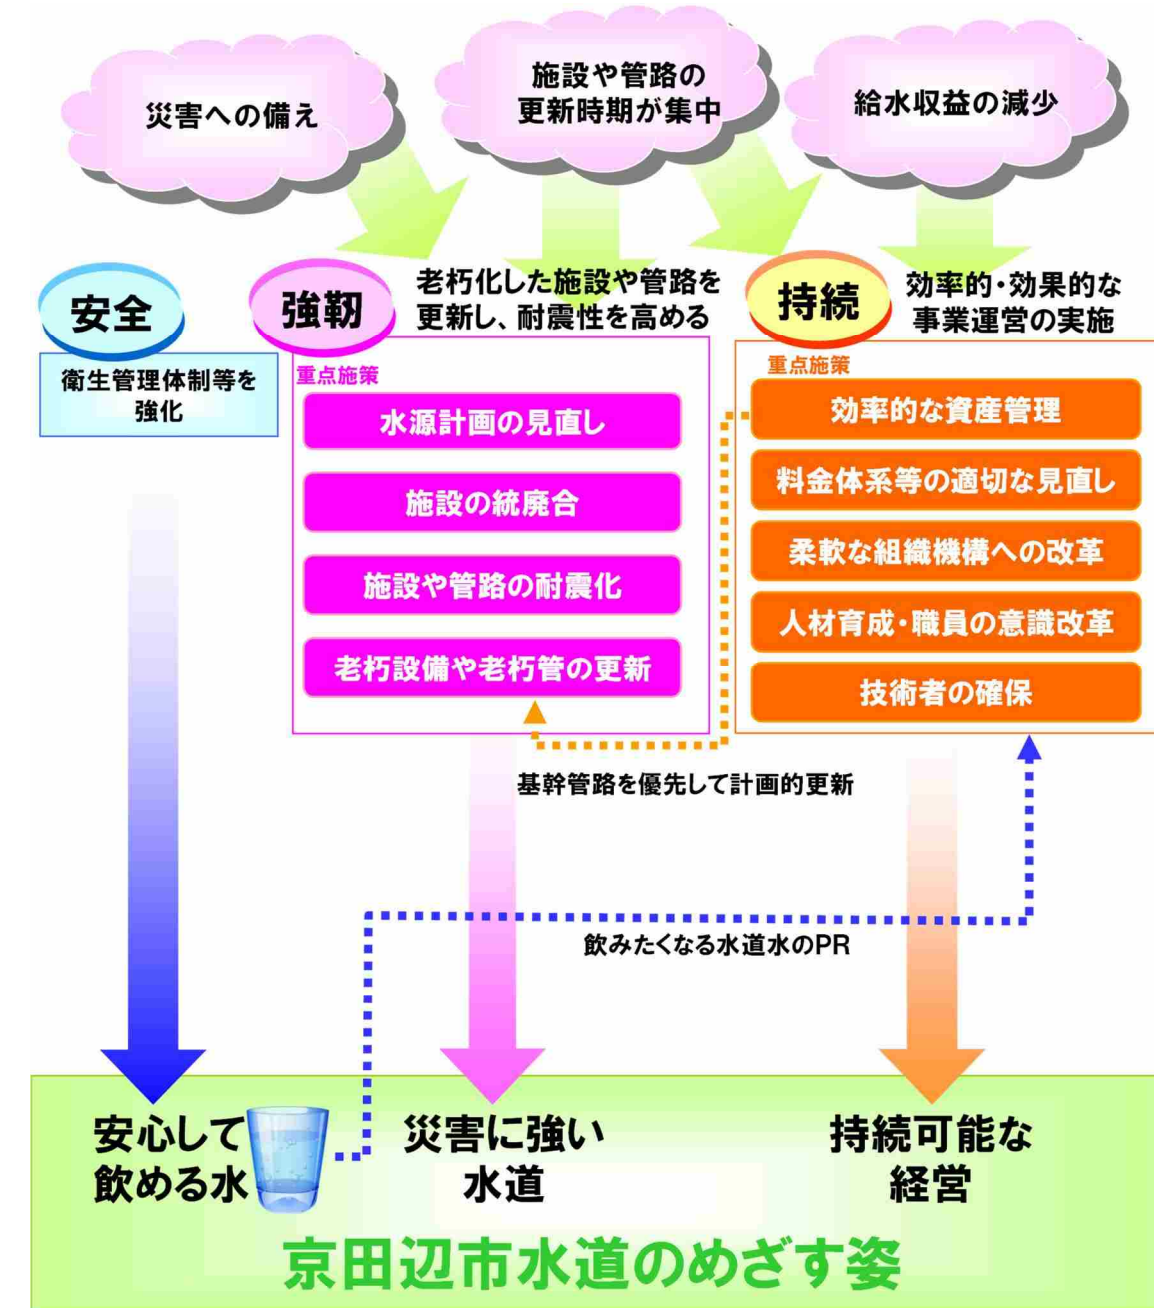 災害への備え
施設や管路の
更新時期が集中
給水収益の減少
安全
衛生管理体制等を
強化
強靭
老朽化した施設や管路を
更新し、耐震性を高める
重点施策
水源計画の見直し
施設の統廃合
施設や管路の耐震化
老朽設備や老朽管の更新
持続
効率的・効果的な
事業運営の実施
重点施策
効率的な資産管理
料金体系等の適切な見直し
柔軟な組織機構への改革
人材育成・職員の意識改革
技術者の確保
基幹管路を優先して計画的更新
飲みたくなる水道水のPR
安心して
飲める水
災害に強い
水道
持続可能な
経営
京田辺市水道のめざす姿